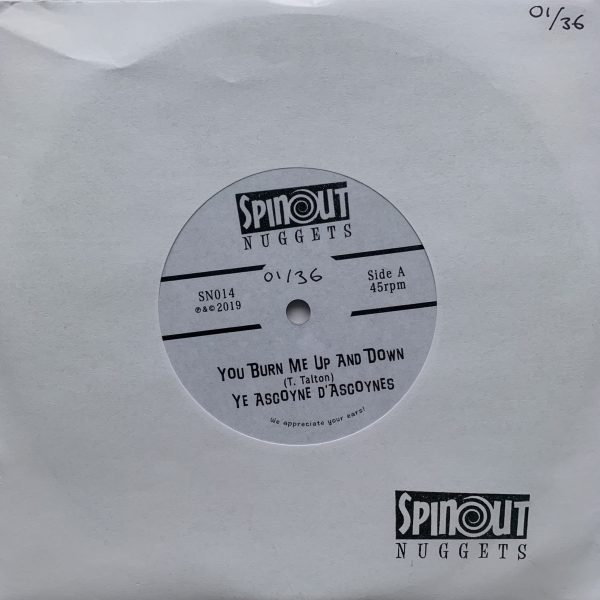 01/36
SPINOUT
NUGGETS
01/36
SN014
℗&©2019
Side A
45rpm
You Burn Me Up And Down
(T. Talton)
Ye Ascoyne d'Ascoynes
We appreciate your ears!
SPINOUT
NUGGETS